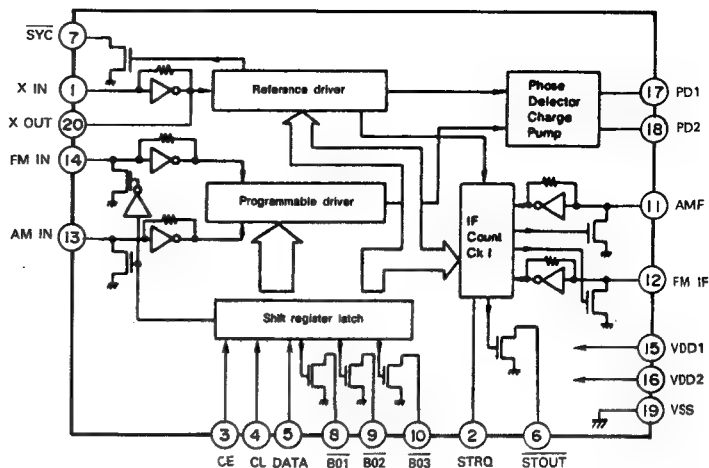 SYC
7
X IN
1
X OUT
20
FM IN
14
AM IN
13
Reference driver
Programmable driver
Shift register latch
Phose
Detector
Charge
Pump
IF
Count
Ck t
17 PD1
18 PD2
11 AMF
12 FM IF
15 VDD1
16 VDD2
19 VSS
3 4 5 8 9 10 2 6
CE CL DATA B01 B02 B03 STRQ STOUT